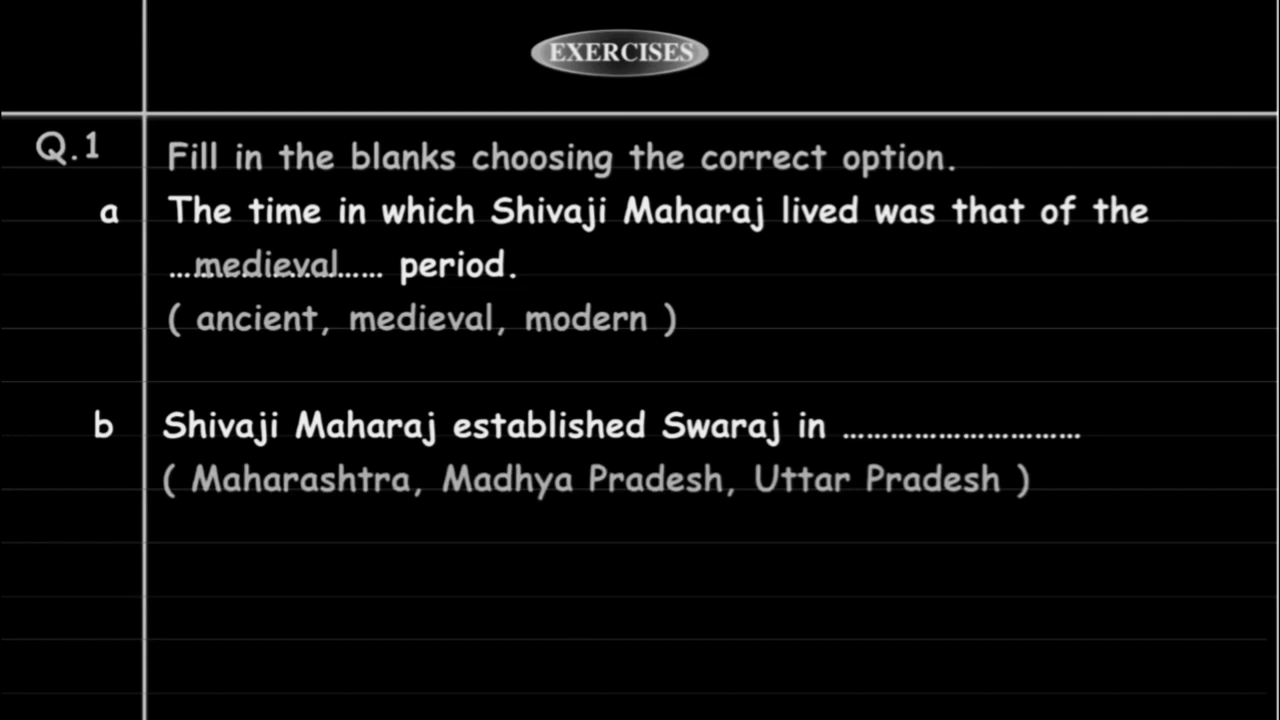 EXERCISES
Q.1 Fill in the blanks choosing the correct option.
a The time in which Shivaji Maharaj lived was that of the
...medieval...... period.
( ancient, medieval, modern )
b Shivaji Maharaj established Swaraj in ..............................
( Maharashtra, Madhya Pradesh, Uttar Pradesh )